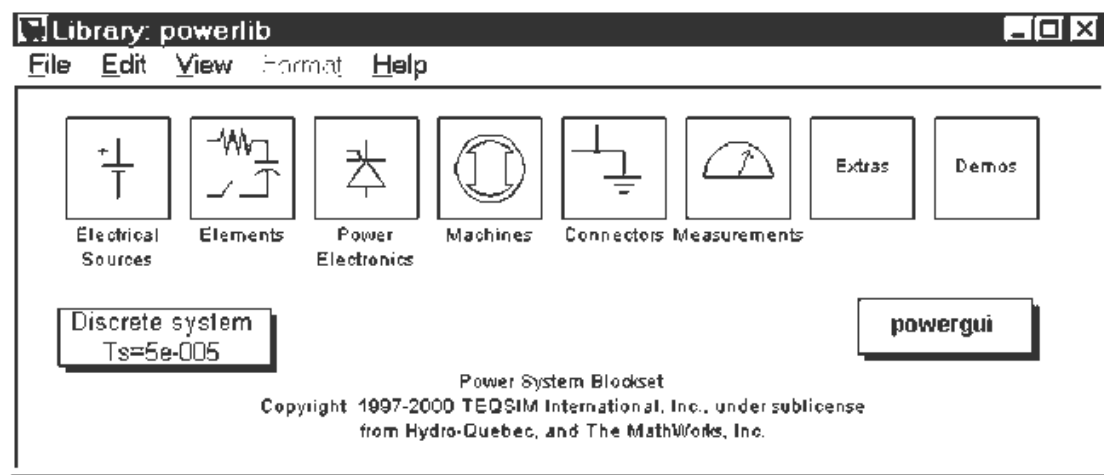 Library: powerlib
File Edit View Format Help
Extras
Demos
Electrical Sources
Elements
Power Electronics
Machines
Connectors
Measurements
Discrete system
Ts=5e-005
powergui
Power System Blockset
Copyright 1997-2000 TEQSIM International, Inc., under sublicense
from Hydro-Quebec, and The MathWorks, Inc.